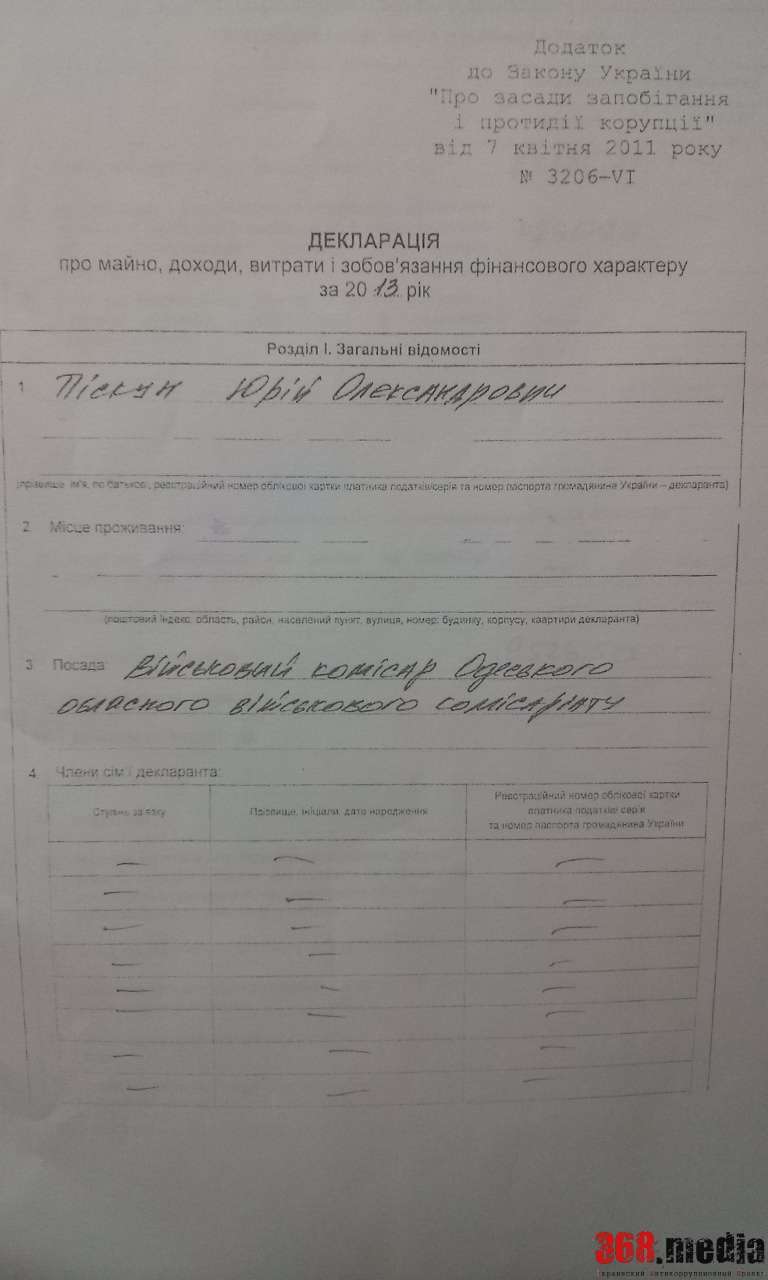 Додаток
до Закону України
"Про засади запобігання
і протидії корупції"
від 7 квітня 2011 року
№ 3206-VI
ДЕКЛАРАЦІЯ
про майно, доходи, витрати і зобов'язання фінансового характеру
за 2013 рік
Розділ І. Загальні відомості
1. Піскун Юрій Олександрович
(прізвище, ім'я, по батькові, реєстраційний номер облікової картки платника податків/серія та номер паспорта громадянина України – декларанта)
2. Місце проживання:
(поштовий індекс, область, район, населений пункт, вулиця, номер: будинку, корпусу, квартири декларанта)
3. Посада: військовий комісар Одеського
обласного військового комісаріату
4. Члени сім'ї декларанта:
Ступінь зв'язку
Прізвище, ініціали, дата народження
Реєстраційний номер облікової картки
платника податків/серія
та номер паспорта громадянина України
368.media
Украинский Антикоррупционный Проект